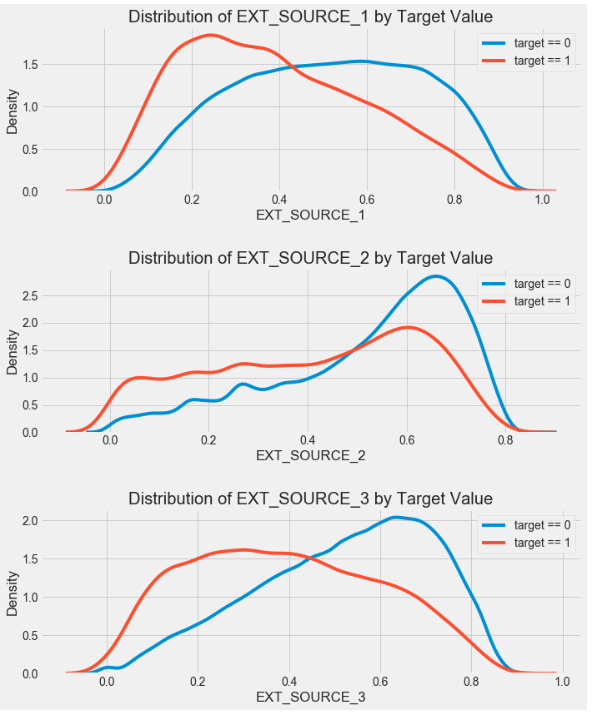 Distribution of EXT_SOURCE_1 by Target Value
target == 0
target == 1
Density
1.5
1.0
0.5
0.0
0.0 0.2 0.4 0.6 0.8 1.0
EXT_SOURCE_1
Distribution of EXT_SOURCE_2 by Target Value
target == 0
target == 1
Density
2.5
2.0
1.5
1.0
0.5
0.0
0.0 0.2 0.4 0.6 0.8
EXT_SOURCE_2
Distribution of EXT_SOURCE_3 by Target Value
target == 0
target == 1
Density
2.0
1.5
1.0
0.5
0.0
0.0 0.2 0.4 0.6 0.8 1.0
EXT_SOURCE_3